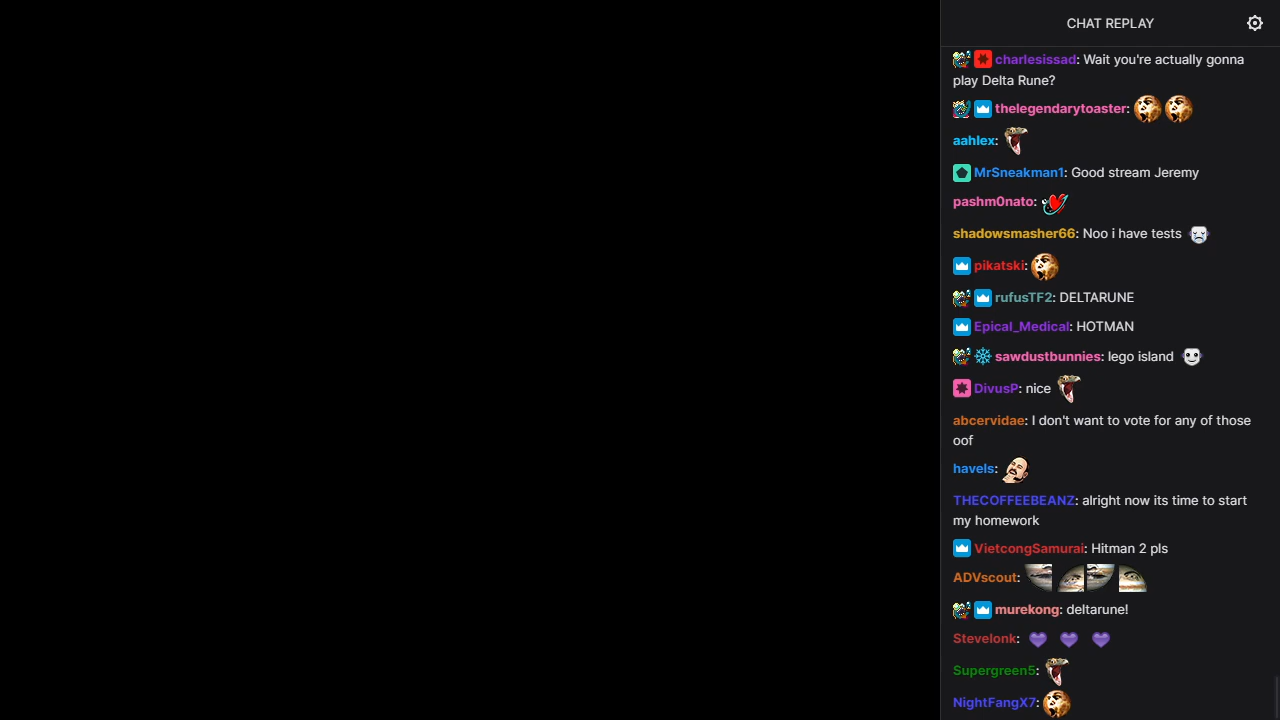 CHAT REPLAY
charlesissad: Wait you're actually gonna
play Delta Rune?
thelegendarytoaster:
aahlex:
MrSneakman1: Good stream Jeremy
pashm0nato:
shadowsmasher66: Noo i have tests
pikatski:
rufusTF2: DELTARUNE
Epical_Medical: HOTMAN
sawdustbunnies: lego island
DivusP: nice
abcervidae: I don't want to vote for any of those
oof
havels:
THECOFFEEBEANZ: alright now its time to start
my homework
VietcongSamurai: Hitman 2 pls
ADVscout:
murekong: deltarune!
Stevelonk:
Supergreen5:
NightFangX7: